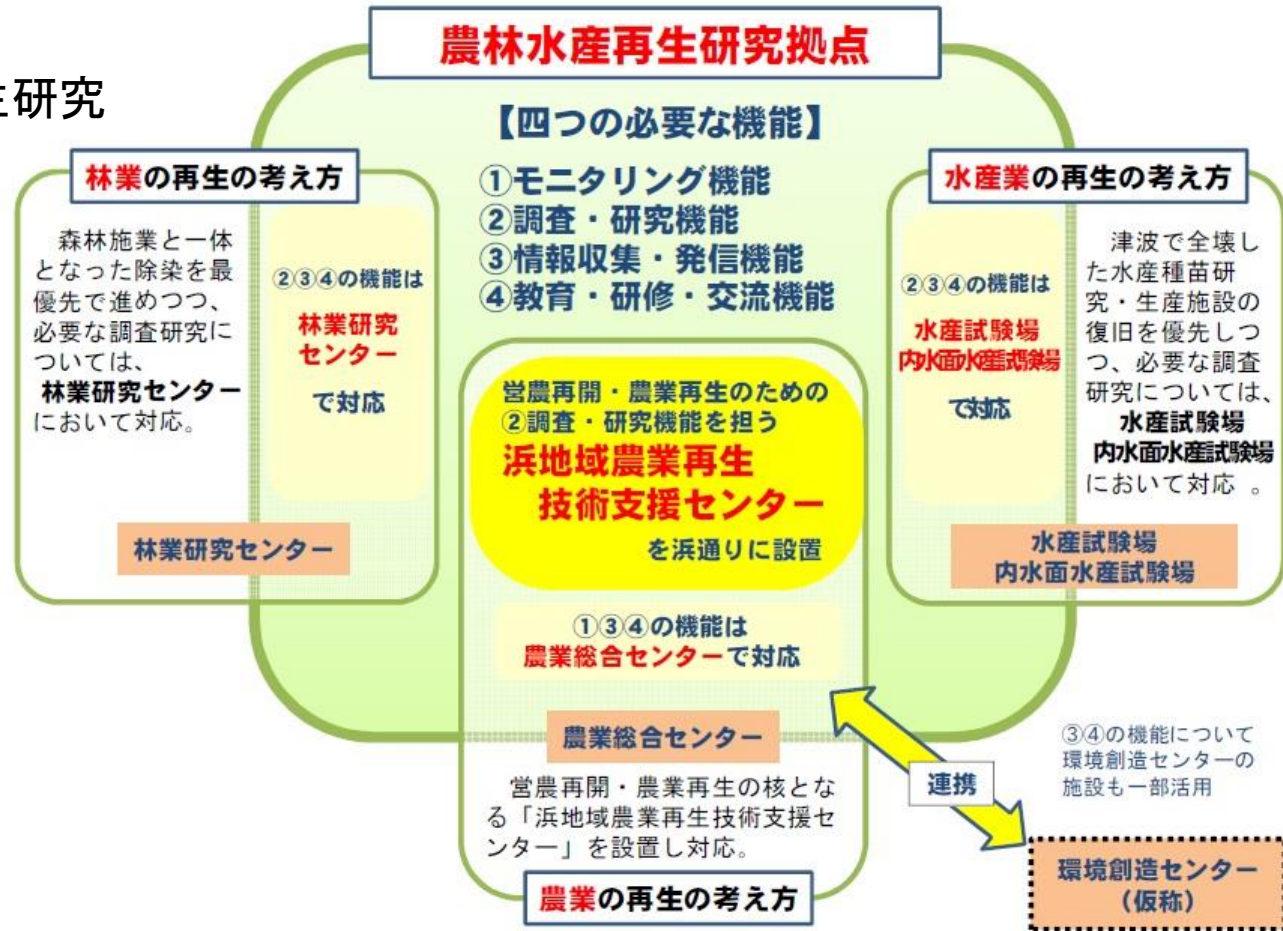 農林水産再生研究拠点
生研究
【四つの必要な機能】
①モニタリング機能
②調査・研究機能
③情報収集・発信機能
④教育・研修・交流機能
林業の再生の考え方
森林施業と一体
となった除染を最
優先で進めつつ、
必要な調査研究に
ついては、
林業研究センター
において対応。
②③④の機能は
林業研究
センター
で対応
林業研究センター
営農再開・農業再生のための
②調査・研究機能を担う
浜地域農業再生
技術支援センター
を浜通りに設置
①③④の機能は
農業総合センターで対応
農業総合センター
営農再開・農業再生の核とな
る「浜地域農業再生技術支援セ
ンター」を設置し対応。
農業の再生の考え方
水産業の再生の考え方
②③④の機能は
水産試験場
内水面水産試験場
で対応
津波で全壊し
た水産種苗研
究・生産施設の
復旧を優先しつ
つ、必要な調査
研究については、
水産試験場
内水面水産試験場
において対応 。
水産試験場
内水面水産試験場
連携
③④の機能について
環境創造センターの
施設も一部活用
環境創造センター
（仮称）